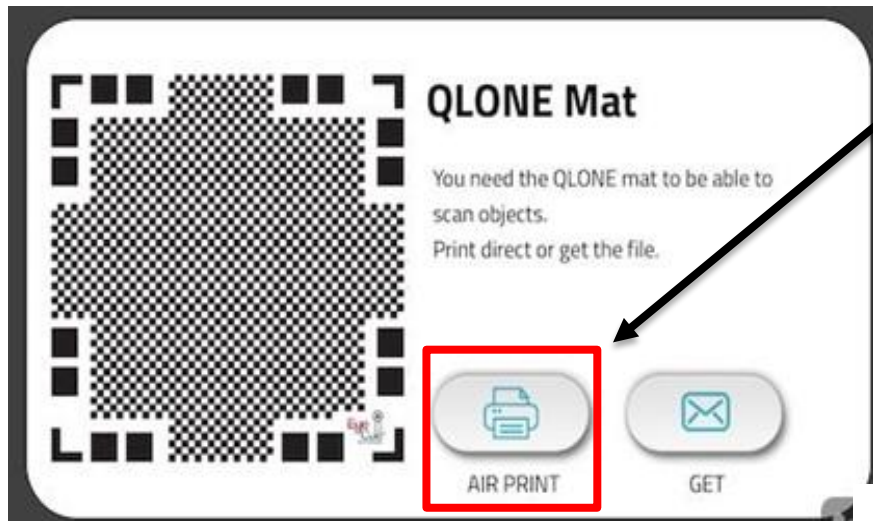 QLONE Mat
You need the QLONE mat to be able to
scan objects.
Print direct or get the file.
AIR PRINT
GET